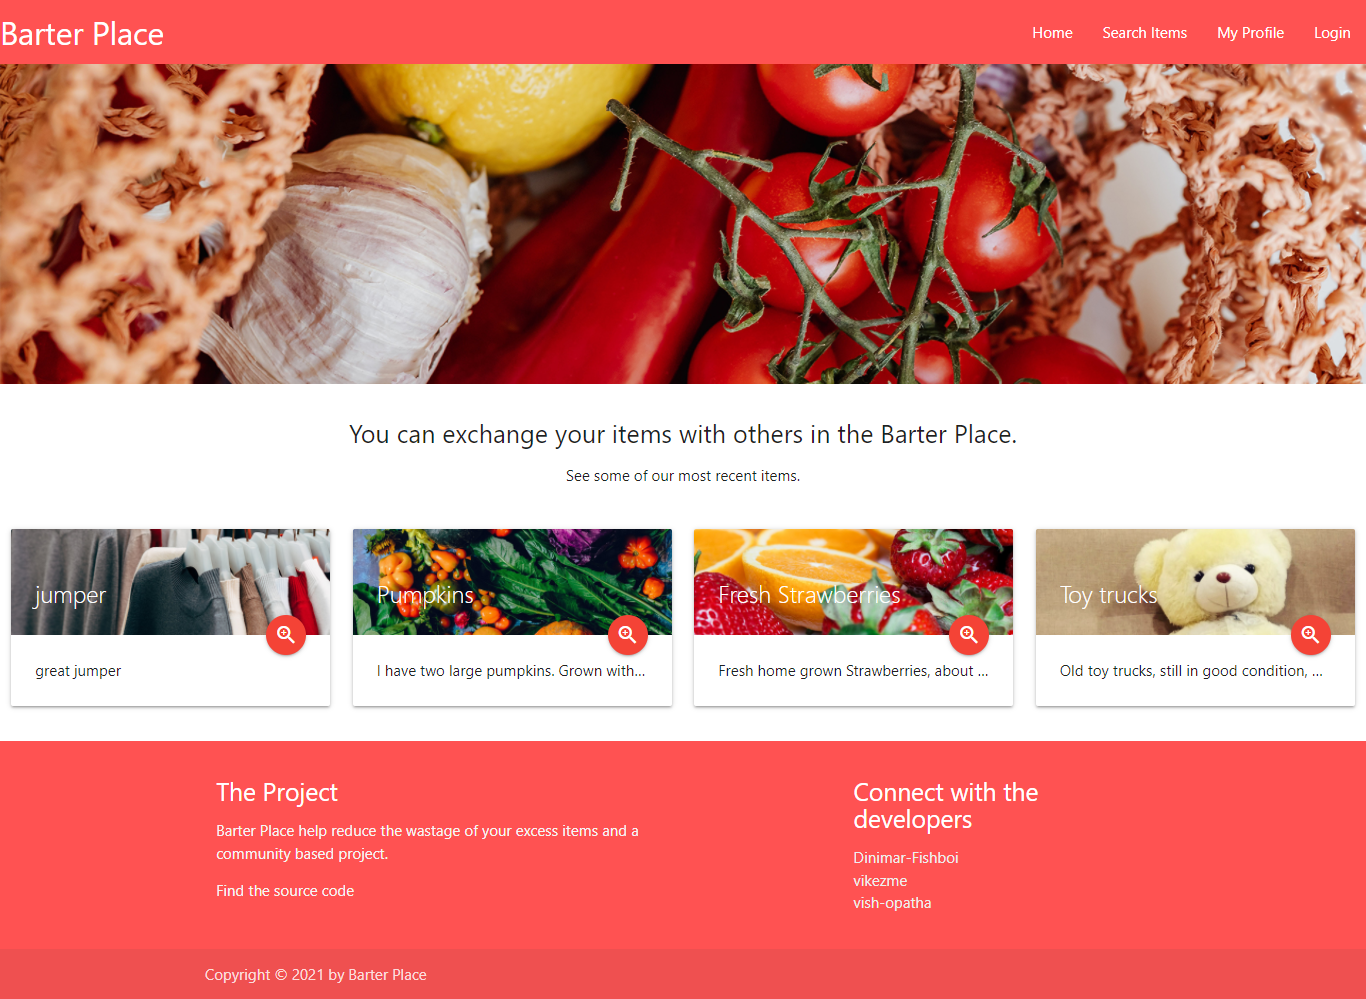 Barter Place
Home
Search Items
My Profile
Login
You can exchange your items with others in the Barter Place.
See some of our most recent items.
jumper
great jumper
Pumpkins
I have two large pumpkins. Grown with...
Fresh Strawberries
Fresh home grown Strawberries, about ...
Toy trucks
Old toy trucks, still in good condition, ...
The Project
Barter Place help reduce the wastage of your excess items and a
community based project.
Find the source code
Connect with the
developers
Dinimar-Fishboi
vikezme
vish-opatha
Copyright © 2021 by Barter Place